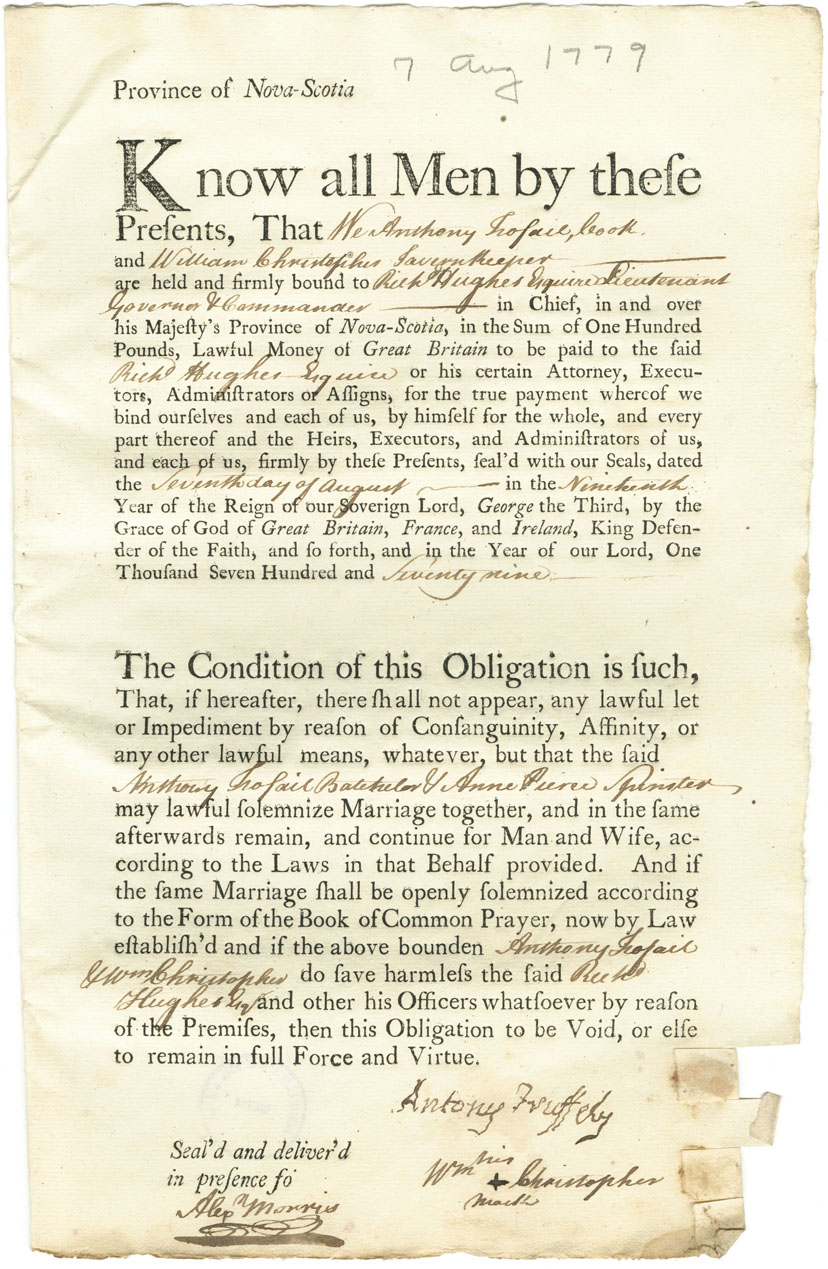 7 Aug 1779
Province of Nova-Scotia
Know all Men by theſe
Preſents, That We Anthony Troſail, Cook.
and William Christopher Tavernkeeper
are held and firmly bound to Richd Hughes Esquire Lieutenant
Governor & Commander in Chief, in and over
his Majeſty's Province of Nova-Scotia, in the Sum of One Hundred
Pounds, Lawful Money of Great Britain to be paid to the ſaid
Richd Hughes Esquire or his certain Attorney, Execu-
tors, Adminiſtrators or Aſſigns, for the true payment whereof we
bind ourſelves and each of us, by himſelf for the whole, and every
part thereof and the Heirs, Executors, and Adminiſtrators of us,
and each of us, firmly by theſe Preſents, ſeal'd with our Seals, dated
the Seventh day of August in the Nineteenth
Year of the Reign of our Soverign Lord, George the Third, by the
Grace of God of Great Britain, France, and Ireland, King Defen-
der of the Faith, and ſo forth, and in the Year of our Lord, One
Thouſand Seven Hundred and Seventy nine
The Condition of this Obligation is ſuch,
That, if hereafter, there ſhall not appear, any lawful let
or Impediment by reaſon of Conſanguinity, Affinity, or
any other lawful means, whatever, but that the ſaid
Anthony Troſail Batchelor & Anne Pierce Spinster
may lawful ſolemnize Marriage together, and in the ſame
afterwards remain, and continue for Man and Wife, ac-
cording to the Laws in that Behalf provided. And if
the ſame Marriage ſhall be openly ſolemnized according
to the Form of the Book of Common Prayer, now by Law
eſtabliſh'd and if the above bounden Anthony Troſail
& Wm Christopher do ſave harmleſs the ſaid Richd
Hughes Esqr and other his Officers whatſoever by reaſon
of the Premiſes, then this Obligation to be Void, or elſe
to remain in full Force and Virtue.
Antony
Seal'd and deliver'd
in preſence fo
Wm his + Christopher
mark
Alexr Morris